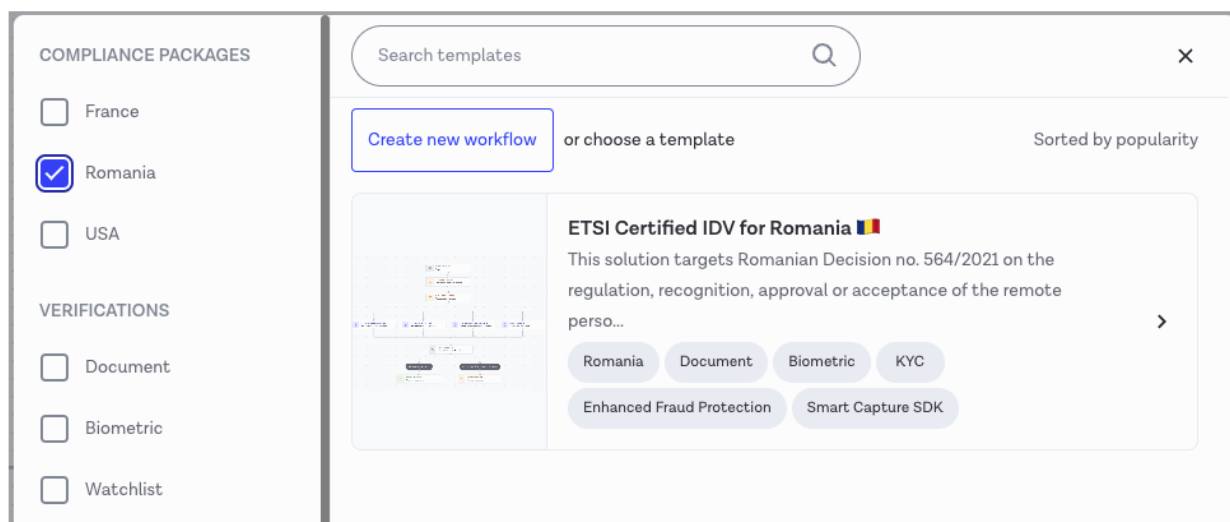 COMPLIANCE PACKAGES
France
Romania
USA
VERIFICATIONS
Document
Biometric
Watchlist
Search templates
Create new workflow or choose a template
Sorted by popularity
ETSI Certified IDV for Romania 🇷🇴
This solution targets Romanian Decision no. 564/2021 on the
regulation, recognition, approval or acceptance of the remote
perso...
Romania Document Biometric KYC
Enhanced Fraud Protection Smart Capture SDK